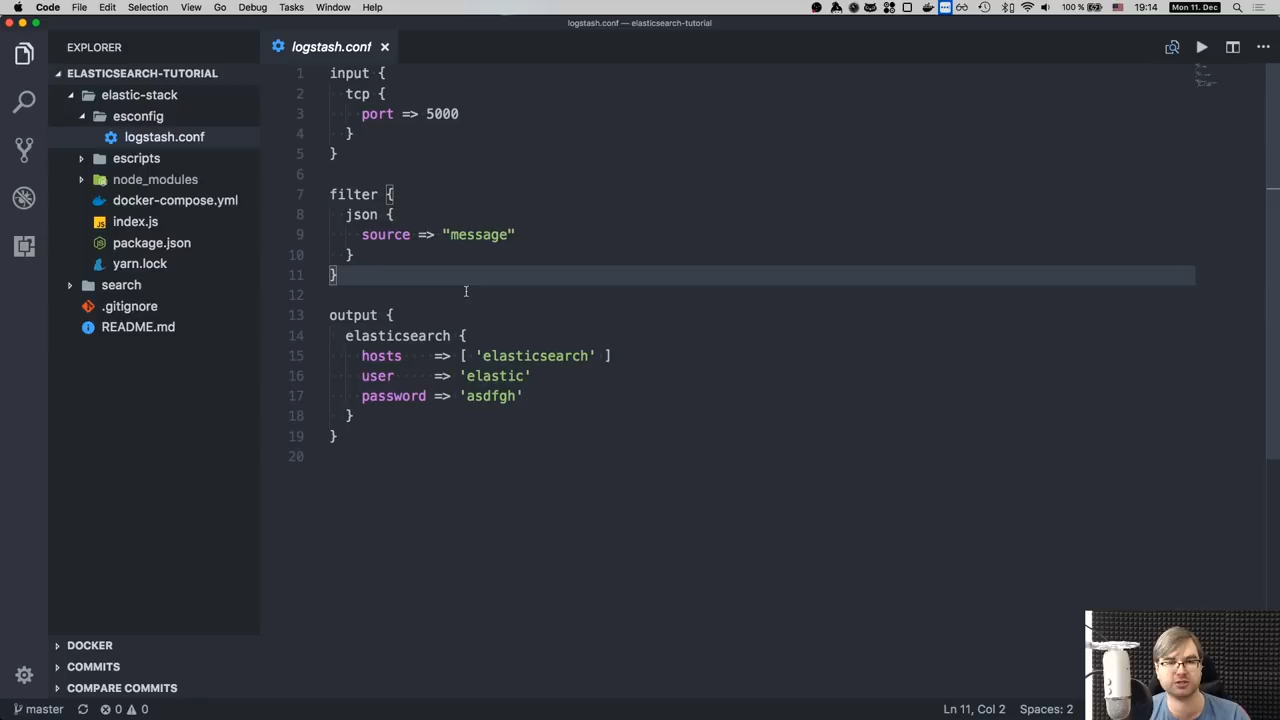 Code File Edit Selection View Go Debug Tasks Window Help 100 % 19:14 Mon 11. Dec
logstash.conf — elasticsearch-tutorial
EXPLORER
logstash.conf
ELASTICSEARCH-TUTORIAL
elastic-stack
esconfig
logstash.conf
escripts
node_modules
docker-compose.yml
index.js
package.json
yarn.lock
search
.gitignore
README.md
DOCKER
COMMITS
COMPARE COMMITS
1 input {
2 tcp {
3 port => 5000
4 }
5 }
6
7 filter {
8 json {
9 source => "message"
10 }
11 }
12
13 output {
14 elasticsearch {
15 hosts => [ 'elasticsearch' ]
16 user => 'elastic'
17 password => 'asdfgh'
18 }
19 }
20
master 0 0 Ln 11, Col 2 Spaces: 2